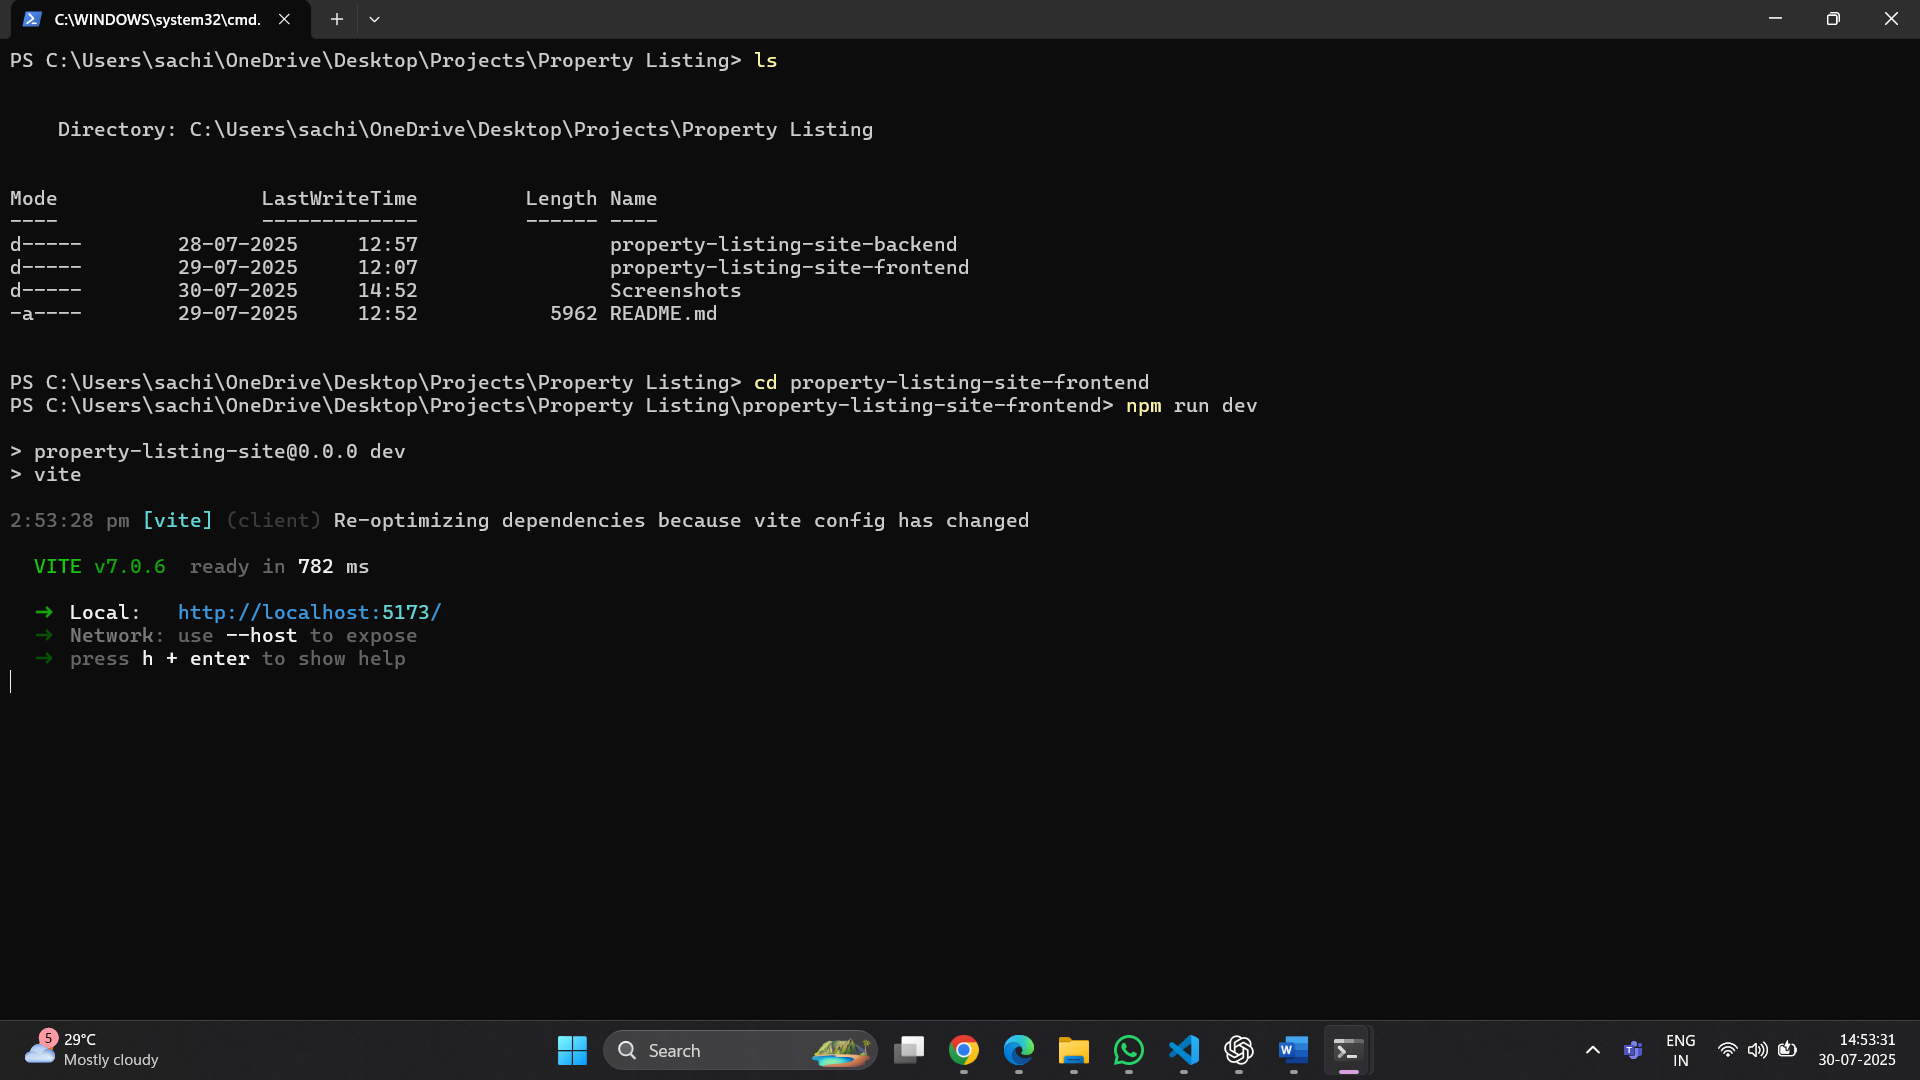 C:\WINDOWS\system32\cmd.
PS C:\Users\sachi\OneDrive\Desktop\Projects\Property Listing> ls
Directory: C:\Users\sachi\OneDrive\Desktop\Projects\Property Listing
Mode LastWriteTime Length Name
---- ------------- ------ ----
d----- 28-07-2025 12:57 property-listing-site-backend
d----- 29-07-2025 12:07 property-listing-site-frontend
d----- 30-07-2025 14:52 Screenshots
-a---- 29-07-2025 12:52 5962 README.md
PS C:\Users\sachi\OneDrive\Desktop\Projects\Property Listing> cd property-listing-site-frontend
PS C:\Users\sachi\OneDrive\Desktop\Projects\Property Listing\property-listing-site-frontend> npm run dev
> property-listing-site@0.0.0 dev
> vite
2:53:28 pm [vite] (client) Re-optimizing dependencies because vite config has changed
VITE v7.0.6 ready in 782 ms
➜ Local: http://localhost:5173/
➜ Network: use --host to expose
➜ press h + enter to show help
5
29°C
Mostly cloudy
Search
ENG
IN
14:53:31
30-07-2025